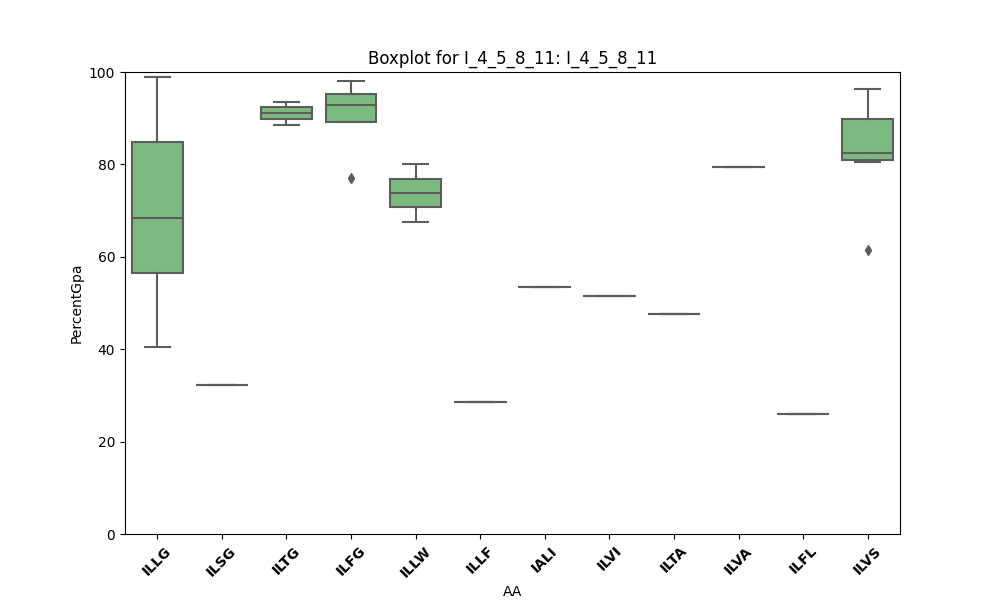 Boxplot for I_4_5_8_11: I_4_5_8_11
100
80
60
40
20
0
PercentGpa
ILLG
ILSG
ILTG
ILFG
ILLW
ILLF
IALI
ILVI
ILTA
ILVA
ILFL
ILVS
AA